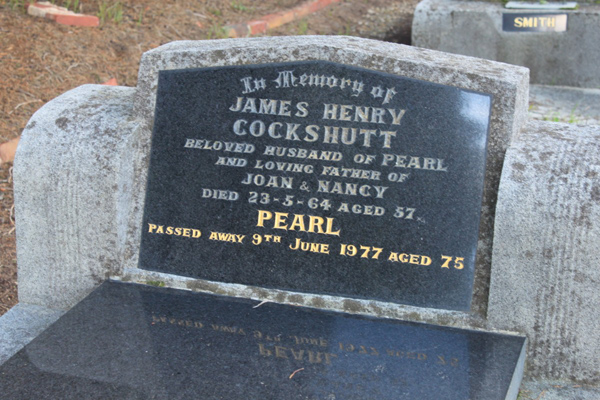 SMITH
In Memory of
JAMES HENRY
COCKSHUTT
BELOVED HUSBAND OF PEARL
AND LOVING FATHER OF
JOAN & NANCY
DIED 23-5-64 AGED 57.
PEARL
PASSED AWAY 9TH JUNE 1977 AGED 75